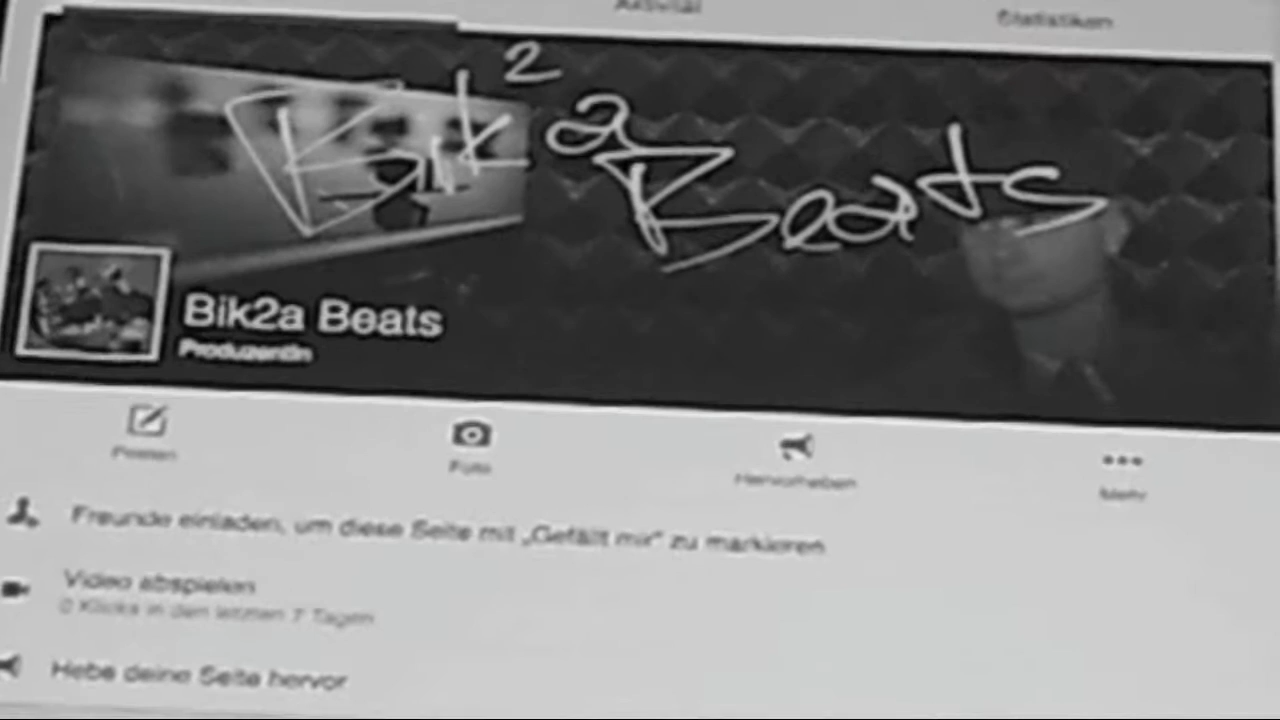 Aktivität
Statistiken
Bik2a Beats
Bik2a Beats
ProduzentIn
Posten
Foto
Hervorheben
Mehr
Freunde einladen, um diese Seite mit „Gefällt mir“ zu markieren
Video abspielen
0 Klicks in den letzten 7 Tagen
Hebe deine Seite hervor